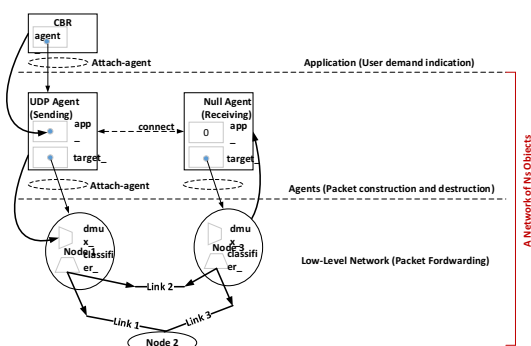 CBR
agent
_
Attach-agent
Application (User demand indication)
UDP Agent
(Sending)
app
_
target_
connect
Null Agent
(Receiving)
0
app
_
target_
Attach-agent
Agents (Packet construction and destruction)
dmu
x_
classifi
er_
Node 1
dmu
x_
classifi
er_
Node 3
Low-Level Network (Packet Fordwarding)
Link 2
Link 1
Link 3
Node 2
A Network of Ns Objects